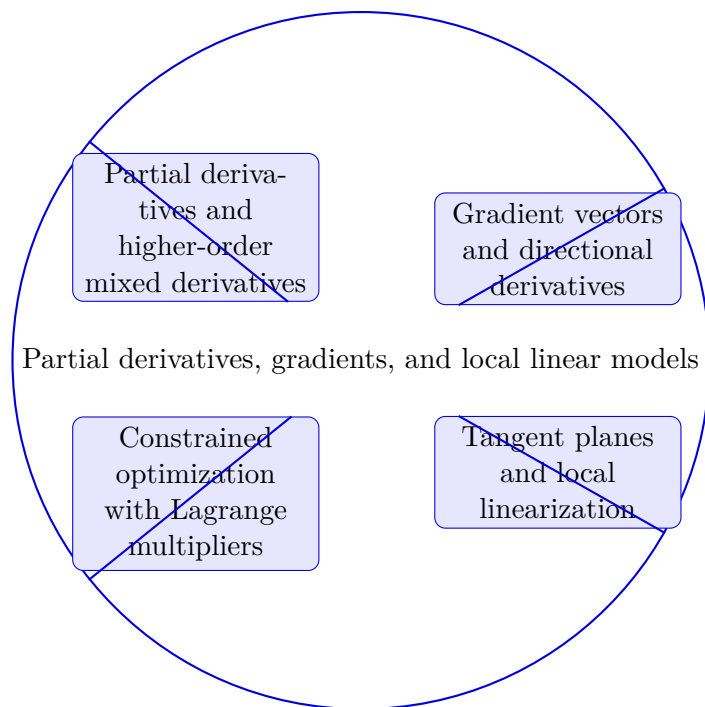 Partial deriva-
tives and
higher-order
mixed derivatives
Gradient vectors
and directional
derivatives
Partial derivatives, gradients, and local linear models
Constrained
optimization
with Lagrange
multipliers
Tangent planes
and local
linearization